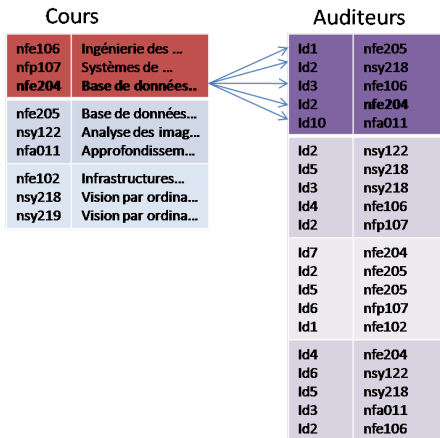 Cours
nfe106 Ingénierie des ...
nfp107 Systèmes de ...
nfe204 Base de données..
nfe205 Base de données...
nsy122 Analyse des imag...
nfa011 Approfondissem...
nfe102 Infrastructures...
nsy218 Vision par ordina...
nsy219 Vision par ordina...
Auditeurs
Id1 nfe205
Id2 nsy218
Id3 nfe106
Id2 nfe204
Id10 nfa011
Id2 nsy122
Id5 nsy218
Id3 nsy218
Id4 nfe106
Id2 nfp107
Id7 nfe204
Id2 nfe205
Id5 nfe205
Id6 nfp107
Id1 nfe102
Id4 nfe204
Id6 nsy122
Id5 nsy218
Id3 nfa011
Id2 nfe106